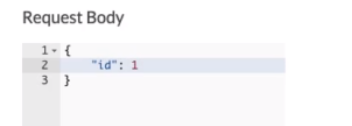 Request Body
1 {
2 "id": 1
3 }